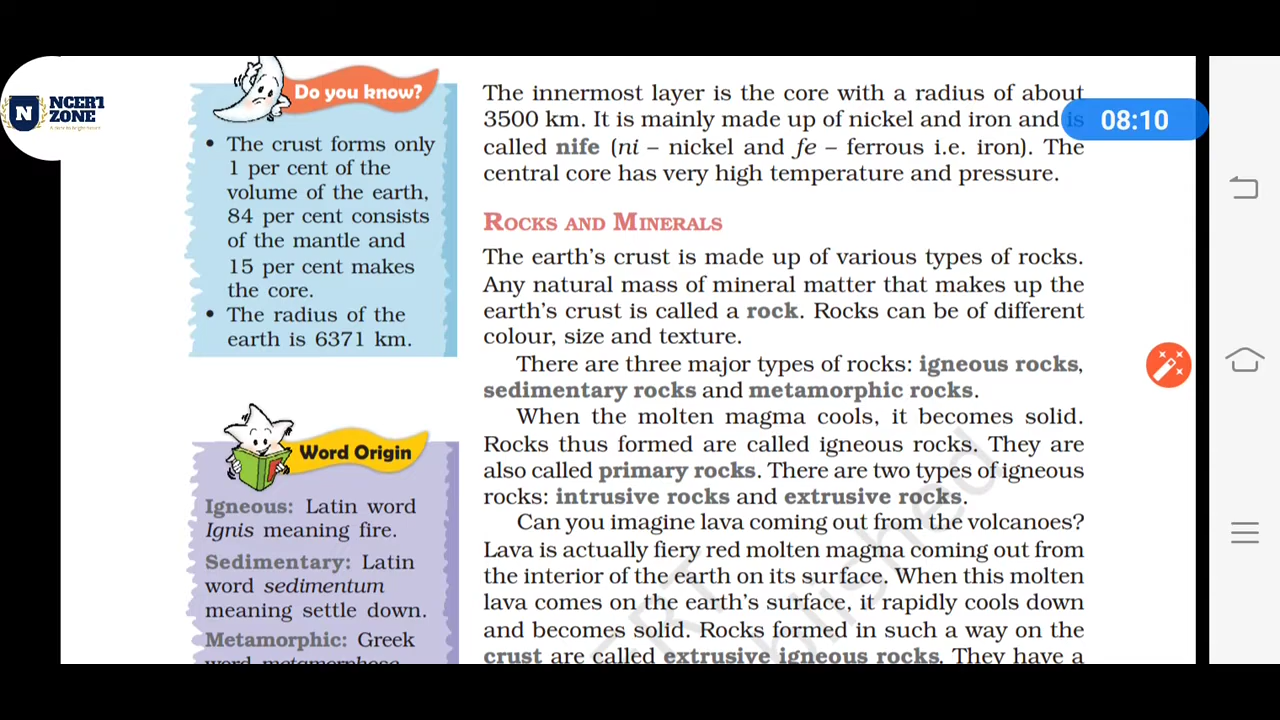 NCERT
ZONE
Do you know?
• The crust forms only
1 per cent of the
volume of the earth,
84 per cent consists
of the mantle and
15 per cent makes
the core.
• The radius of the
earth is 6371 km.
Word Origin
Igneous: Latin word
Ignis meaning fire.
Sedimentary: Latin
word sedimentum
meaning settle down.
Metamorphic: Greek
word metamorphose
The innermost layer is the core with a radius of about
3500 km. It is mainly made up of nickel and iron and is
called nife (ni – nickel and fe – ferrous i.e. iron). The
central core has very high temperature and pressure.
ROCKS AND MINERALS
The earth's crust is made up of various types of rocks.
Any natural mass of mineral matter that makes up the
earth's crust is called a rock. Rocks can be of different
colour, size and texture.
There are three major types of rocks: igneous rocks,
sedimentary rocks and metamorphic rocks.
When the molten magma cools, it becomes solid.
Rocks thus formed are called igneous rocks. They are
also called primary rocks. There are two types of igneous
rocks: intrusive rocks and extrusive rocks.
Can you imagine lava coming out from the volcanoes?
Lava is actually fiery red molten magma coming out from
the interior of the earth on its surface. When this molten
lava comes on the earth's surface, it rapidly cools down
and becomes solid. Rocks formed in such a way on the
crust are called extrusive igneous rocks. They have a
08:10